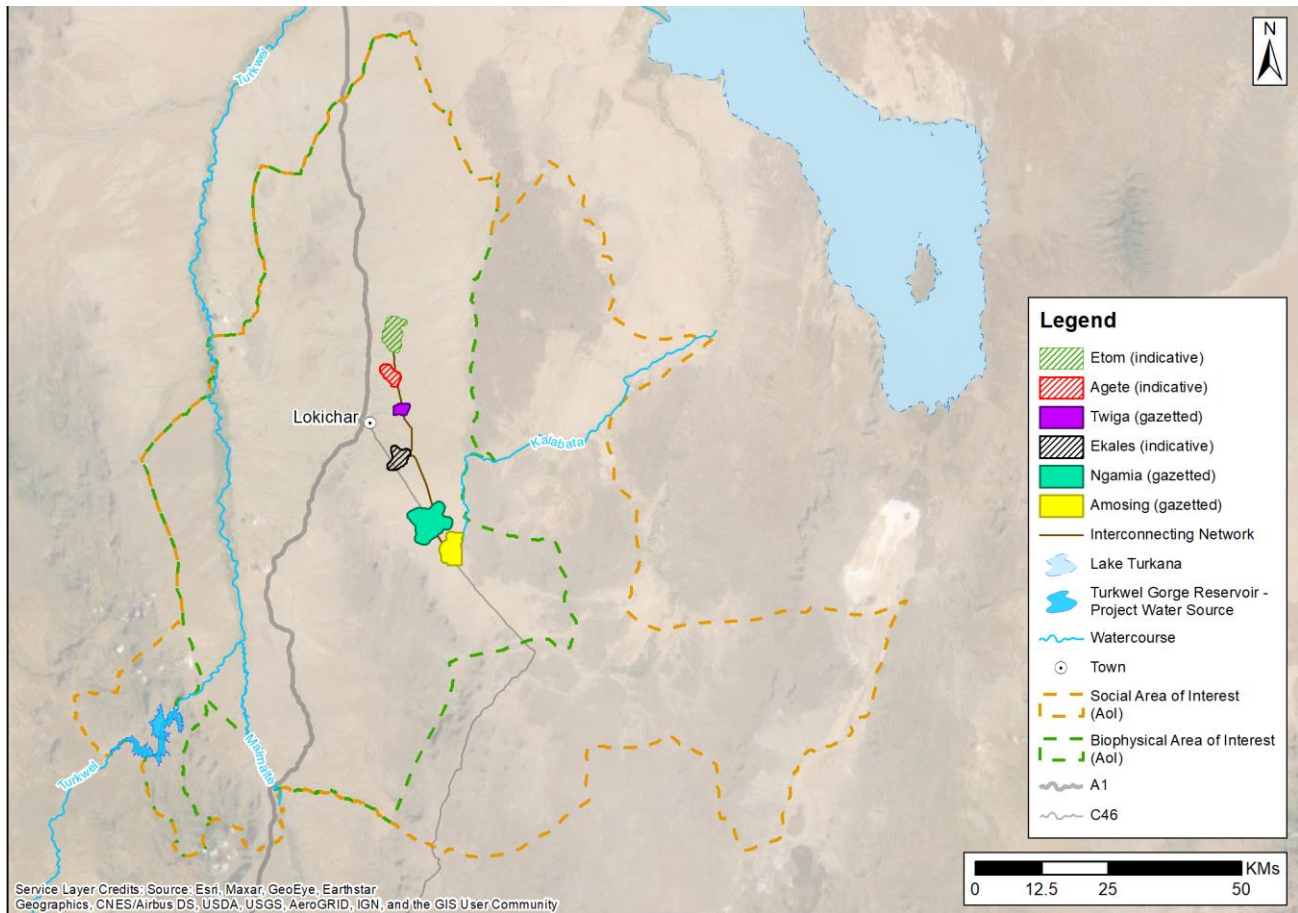 N
Turkwel
Lokichar
Kalabata
Malmalte
Turkwel
Legend
Etom (indicative)
Agete (indicative)
Twiga (gazetted)
Ekales (indicative)
Ngamia (gazetted)
Amosing (gazetted)
Interconnecting Network
Lake Turkana
Turkwel Gorge Reservoir -
Project Water Source
Watercourse
Town
Social Area of Interest
(AoI)
Biophysical Area of Interest
(AoI)
A1
C46
KMs
0 12.5 25 50
Service Layer Credits: Source: Esri, Maxar, GeoEye, Earthstar
Geographics, CNES/Airbus DS, USDA, USGS, AeroGRID, IGN, and the GIS User Community